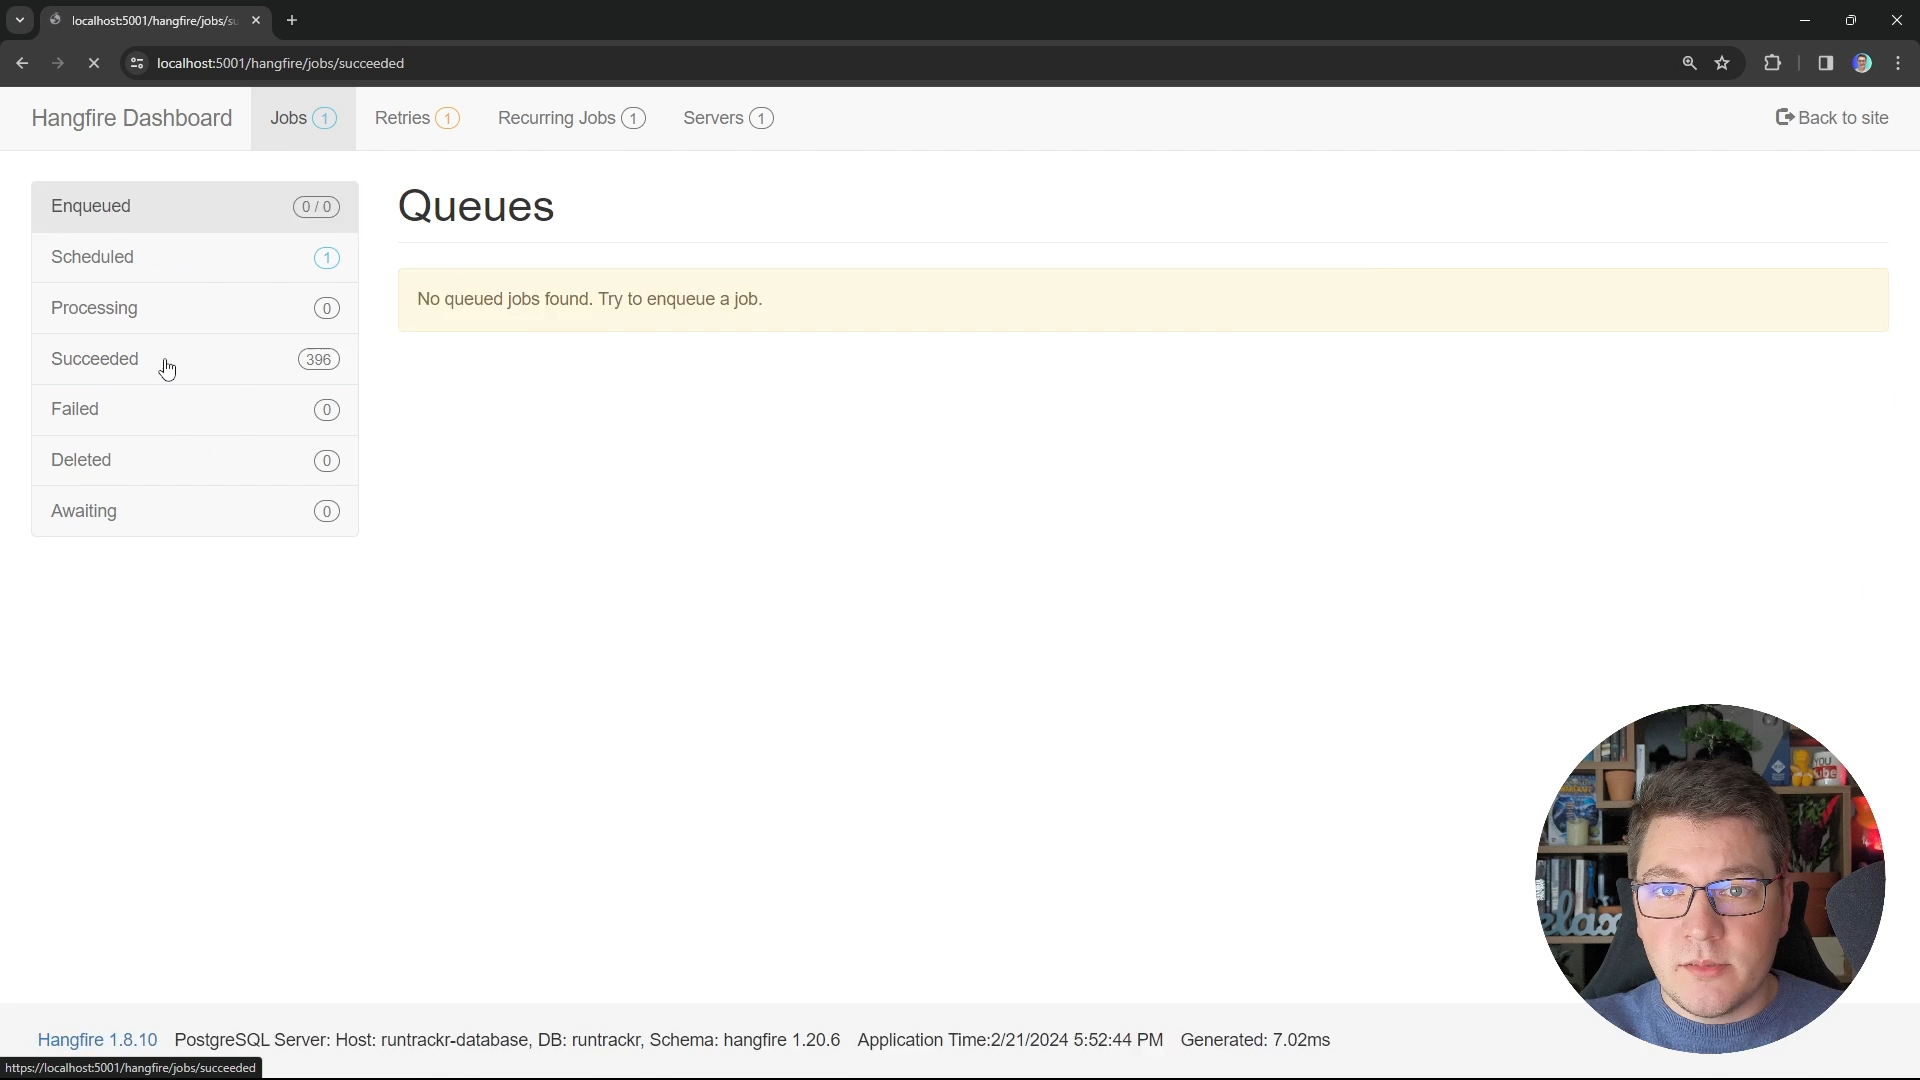 localhost:5001/hangfire/jobs/su
localhost:5001/hangfire/jobs/succeeded
Hangfire Dashboard
Jobs 1
Retries 1
Recurring Jobs 1
Servers 1
Back to site
Enqueued 0 / 0
Scheduled 1
Processing 0
Succeeded 396
Failed 0
Deleted 0
Awaiting 0
Queues
No queued jobs found. Try to enqueue a job.
YOU
elax
Hangfire 1.8.10 PostgreSQL Server: Host: runtrackr-database, DB: runtrackr, Schema: hangfire 1.20.6 Application Time:2/21/2024 5:52:44 PM Generated: 7.02ms
https://localhost:5001/hangfire/jobs/succeeded